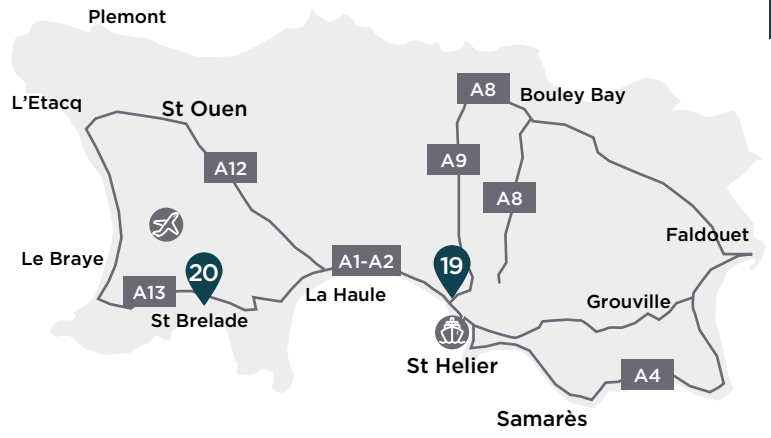 Plemont
L’Etacq
St Ouen
A8
Bouley Bay
A12
A9
A8
Le Braye
Faldouet
A13
20
A1-A2
19
St Brelade
La Haule
Grouville
St Helier
A4
Samarès